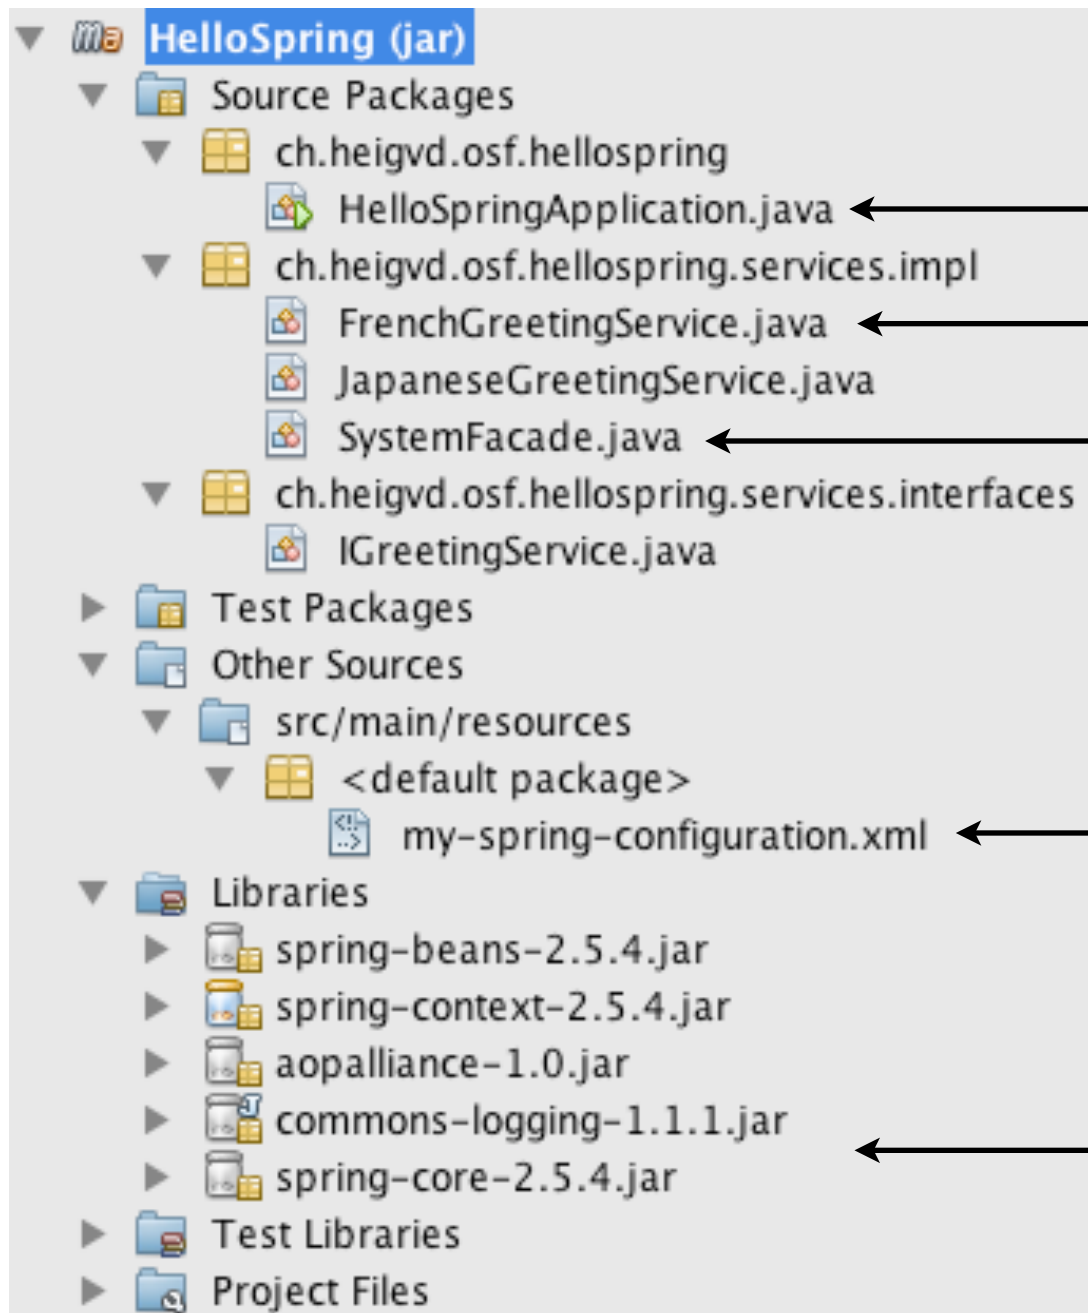 HelloSpring (jar)
Source Packages
ch.heigvd.osf.hellospring
HelloSpringApplication.java
ch.heigvd.osf.hellospring.services.impl
FrenchGreetingService.java
JapaneseGreetingService.java
SystemFacade.java
ch.heigvd.osf.hellospring.services.interfaces
IGreetingService.java
Test Packages
Other Sources
src/main/resources
<default package>
my-spring-configuration.xml
Libraries
spring-beans-2.5.4.jar
spring-context-2.5.4.jar
aopalliance-1.0.jar
commons-logging-1.1.1.jar
spring-core-2.5.4.jar
Test Libraries
Project Files